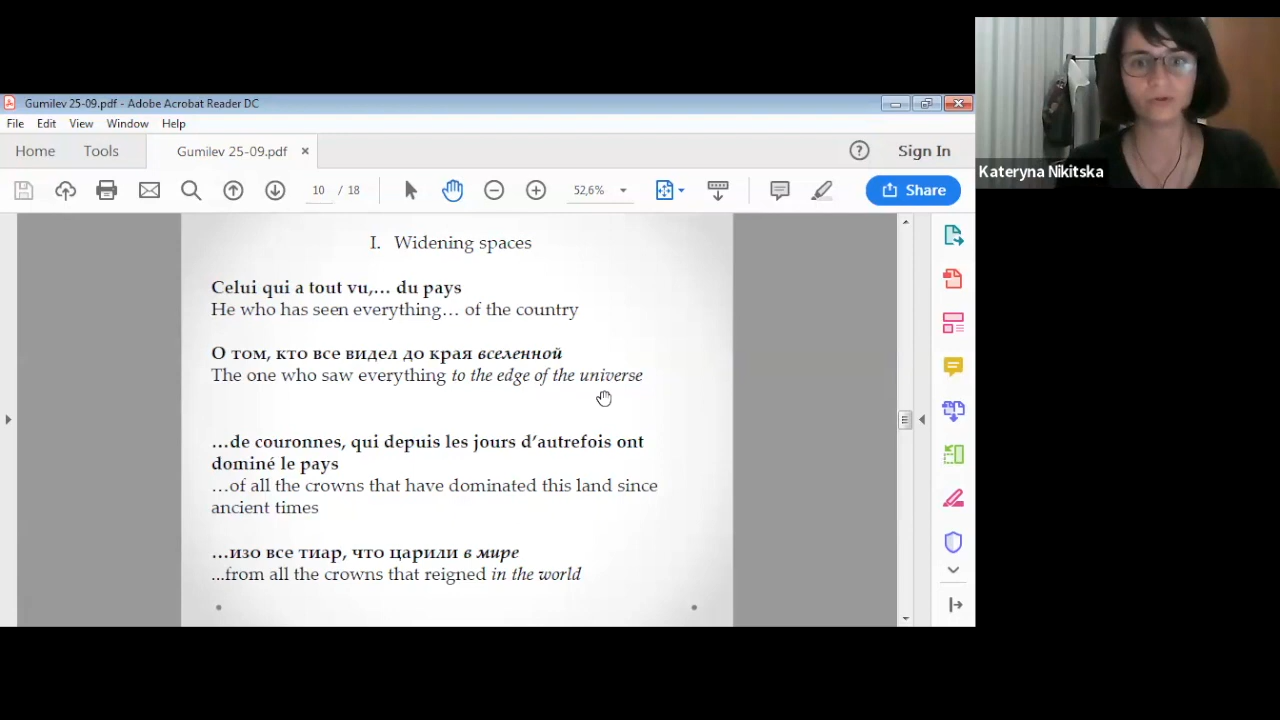 Gumilev 25-09.pdf - Adobe Acrobat Reader DC
File Edit View Window Help
Home Tools Gumilev 25-09.pdf × Sign In
10 / 18 52,6% Share
I. Widening spaces
Celui qui a tout vu,… du pays
He who has seen everything… of the country
О том, кто все видел до края вселенной
The one who saw everything to the edge of the universe
…de couronnes, qui depuis les jours d’autrefois ont
dominé le pays
…of all the crowns that have dominated this land since
ancient times
…изо все тиар, что царили в мире
...from all the crowns that reigned in the world
Kateryna Nikitska